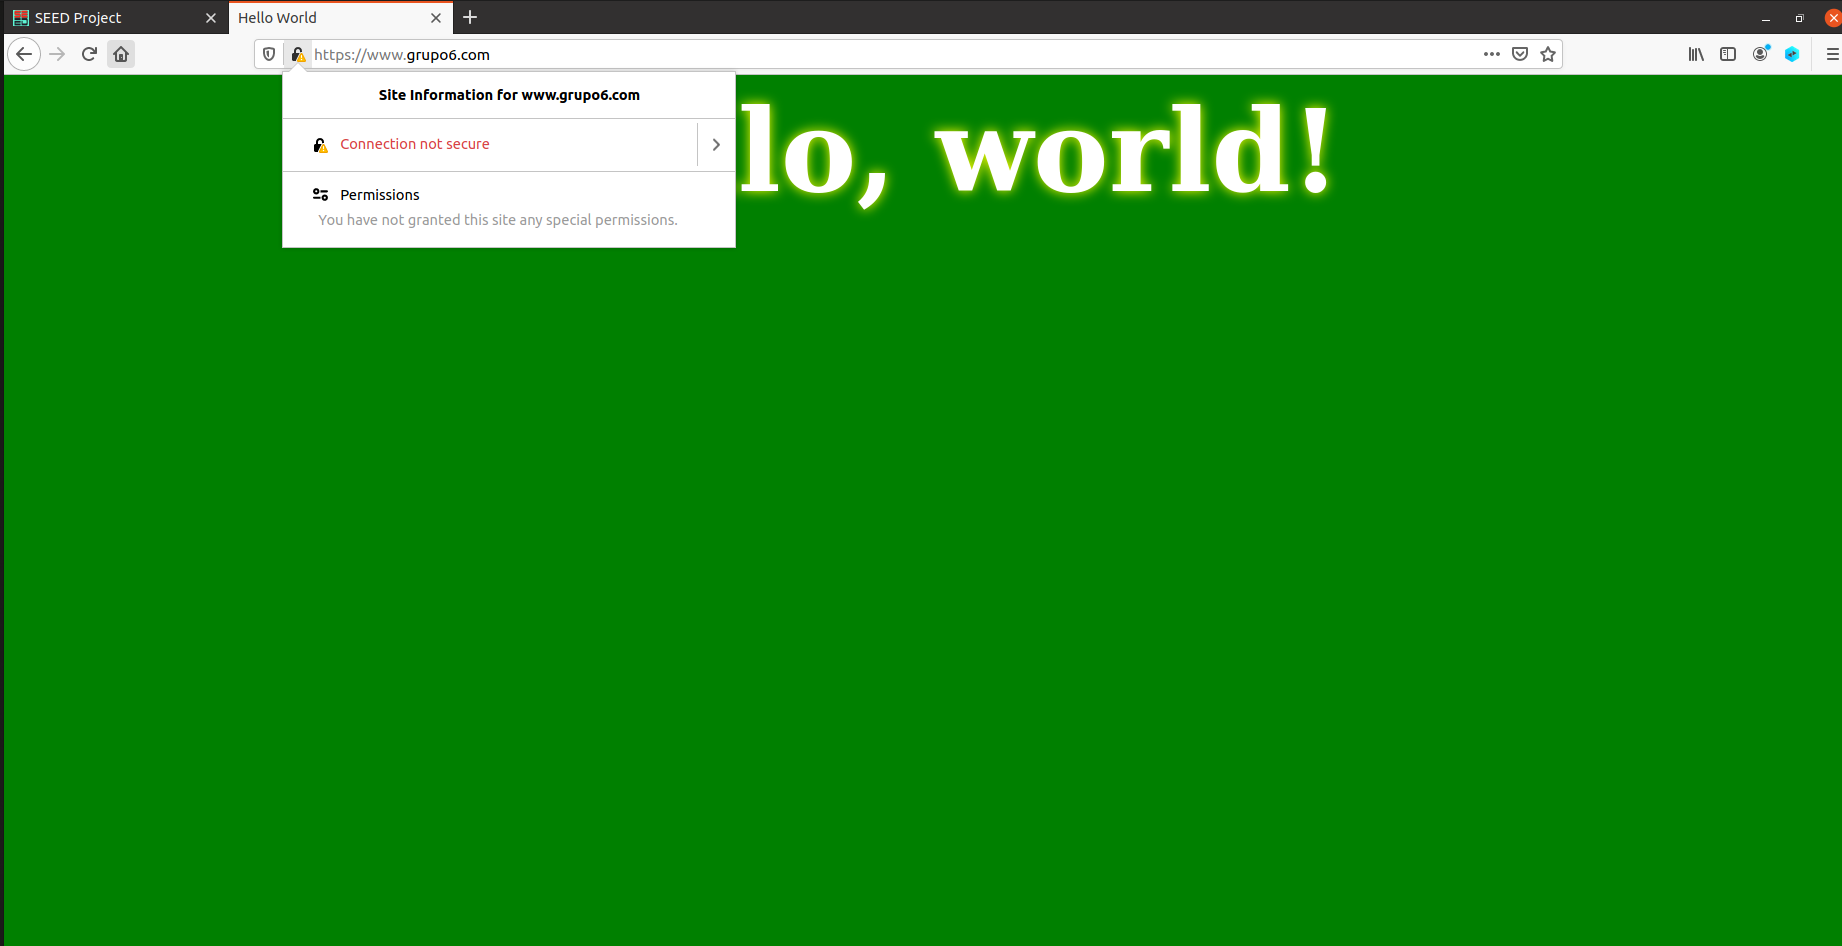 SEED Project
Hello World
https://www.grupo6.com
Site Information for www.grupo6.com
Connection not secure
Permissions
You have not granted this site any special permissions.
lo, world!